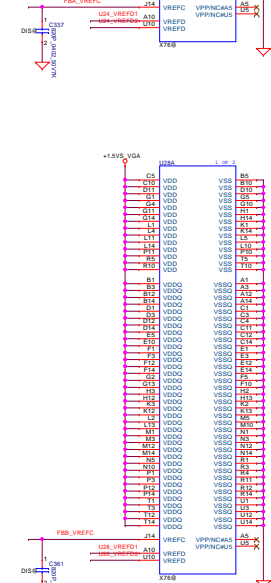 FBA_VREFC
J14 VREFC VPP/NC#A5 A5
U24_VREFD1 A10 VREFD VPP/NC#U5 U5
U24_VREFD2 U10 VREFD
C337
DIS@
1
2
X76@
+1.5VS_VGA
U28A
C5 VDD VSS B5
C10 VDD VSS B10
D11 VDD VSS D10
G1 VDD VSS G5
G4 VDD VSS G10
G11 VDD VSS H1
G14 VDD VSS H14
L1 VDD VSS K1
L4 VDD VSS K14
L11 VDD VSS L5
L14 VDD VSS L10
P11 VDD VSS P10
R5 VDD VSS T5
R10 VDD VSS T10
B1 VDDQ VSSQ A1
B3 VDDQ VSSQ A3
B12 VDDQ VSSQ A12
B14 VDDQ VSSQ A14
D1 VDDQ VSSQ C1
D3 VDDQ VSSQ C3
D12 VDDQ VSSQ C4
D14 VDDQ VSSQ C11
E5 VDDQ VSSQ C12
E10 VDDQ VSSQ C14
F1 VDDQ VSSQ E1
F3 VDDQ VSSQ E3
F12 VDDQ VSSQ E12
F14 VDDQ VSSQ E14
G2 VDDQ VSSQ F5
G13 VDDQ VSSQ F10
H3 VDDQ VSSQ H2
H12 VDDQ VSSQ H13
K3 VDDQ VSSQ K2
K12 VDDQ VSSQ K13
L2 VDDQ VSSQ M5
L13 VDDQ VSSQ M10
M1 VDDQ VSSQ N1
M3 VDDQ VSSQ N3
M12 VDDQ VSSQ N12
M14 VDDQ VSSQ N14
N5 VDDQ VSSQ R1
N10 VDDQ VSSQ R3
P1 VDDQ VSSQ R4
P3 VDDQ VSSQ R11
P12 VDDQ VSSQ R12
P14 VDDQ VSSQ R14
T1 VDDQ VSSQ U1
T3 VDDQ VSSQ U3
T12 VDDQ VSSQ U12
T14 VDDQ VSSQ U14
FBB_VREFC
J14 VREFC VPP/NC#A5 A5
U28_VREFD1 A10 VREFD VPP/NC#U5 U5
U28_VREFD2 U10 VREFD
C361
DIS@
1
X76@